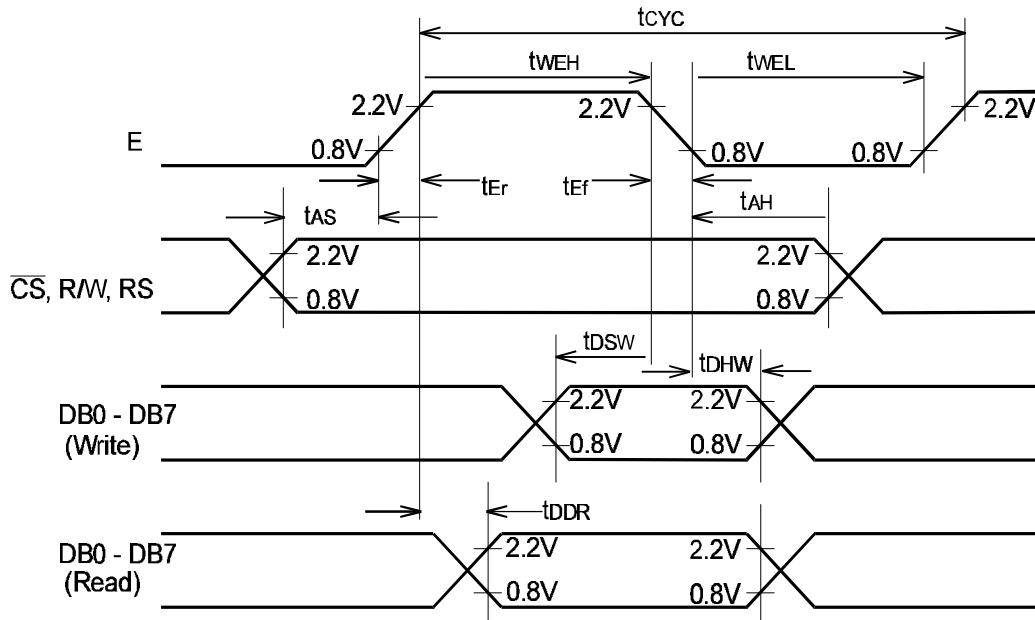 tCYC
tWEH tWEL
2.2V 2.2V 2.2V
E
0.8V 0.8V 0.8V
tEr tEf
tAS tAH
2.2V 2.2V
CS, R/W, RS
0.8V 0.8V
tDSW tDHW
DB0 - DB7
(Write)
2.2V 2.2V
0.8V 0.8V
tDDR
DB0 - DB7
(Read)
2.2V 2.2V
0.8V 0.8V